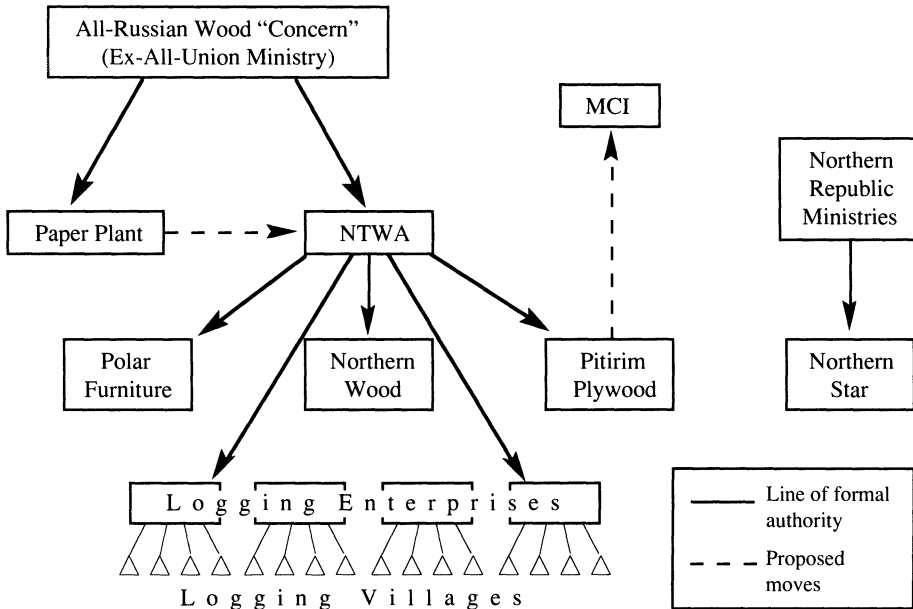 All-Russian Wood “Concern”
(Ex-All-Union Ministry)
MCI
Northern
Republic
Ministries
Paper Plant
NTWA
Polar
Furniture
Northern
Wood
Pitirim
Plywood
Northern
Star
Logging Enterprises
Logging Villages
Line of formal
authority
Proposed
moves